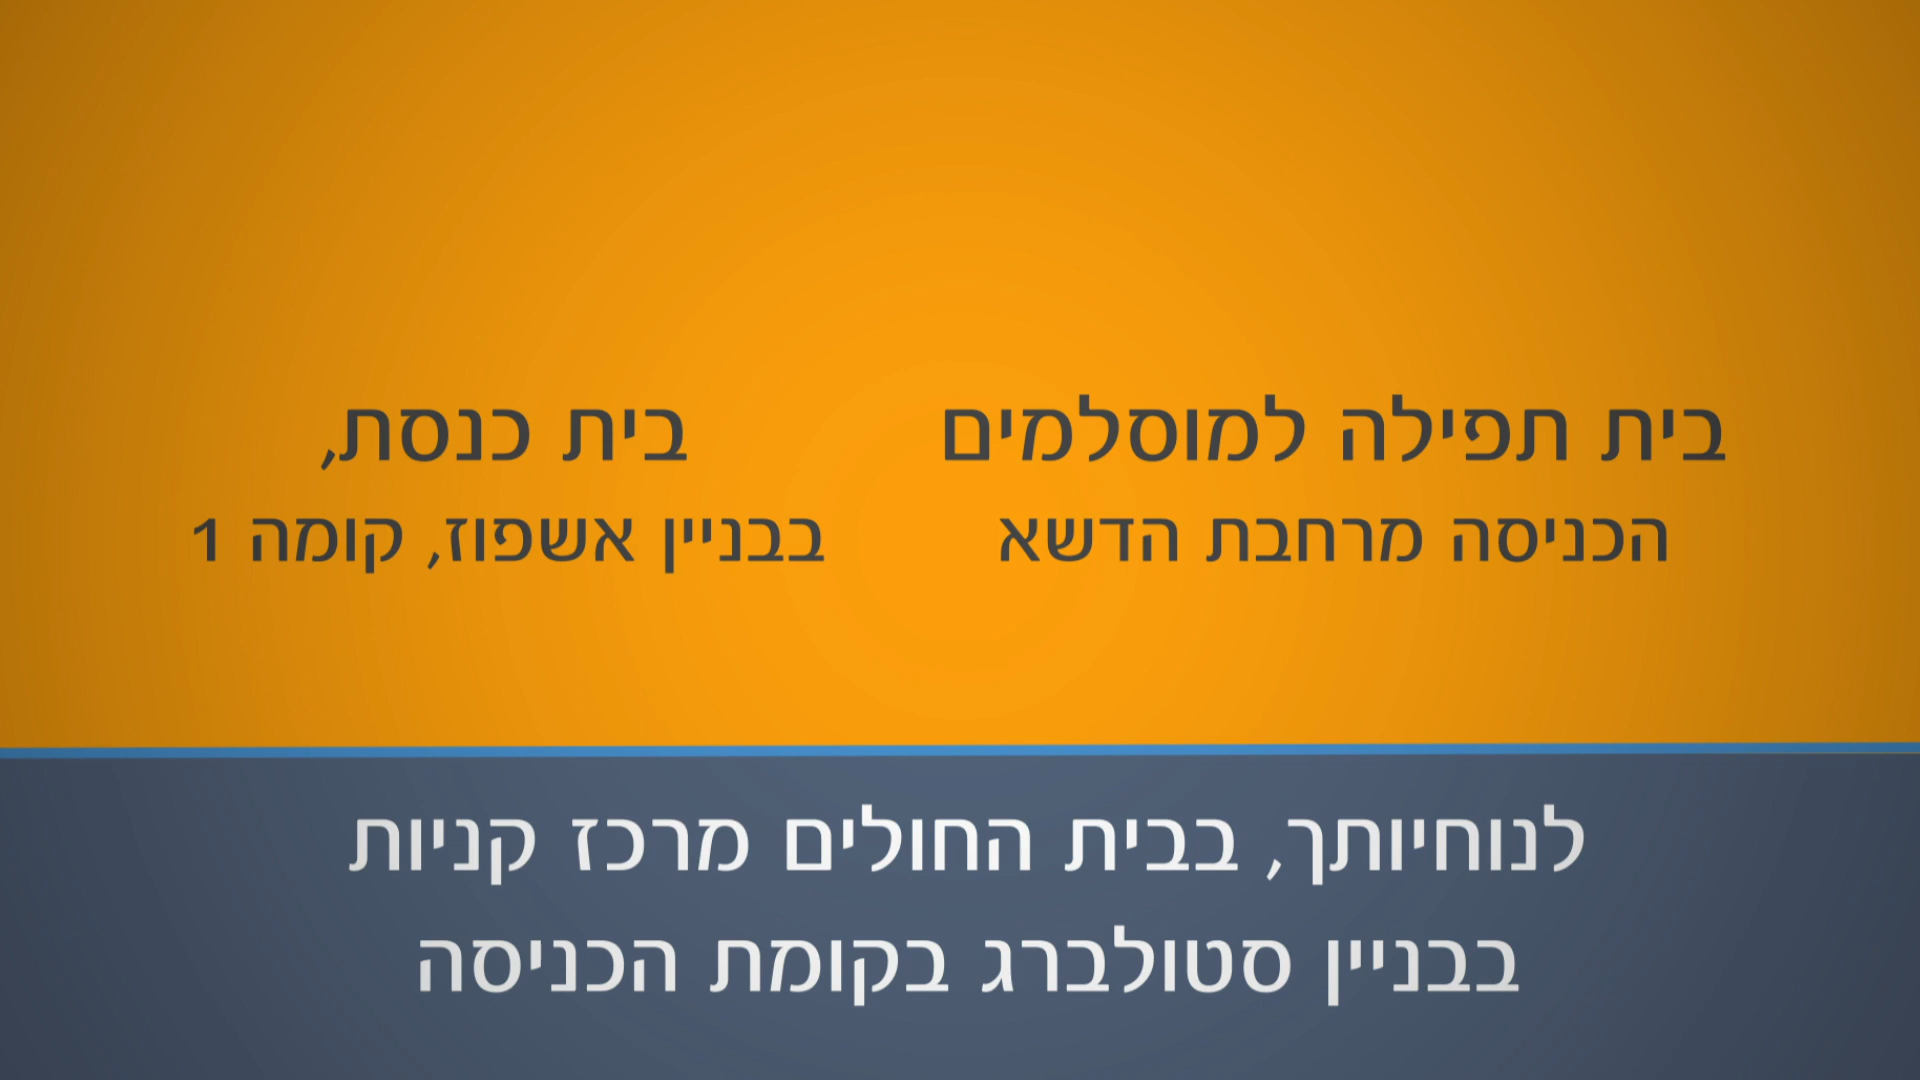 בית תפילה למוסלמים
הכניסה מרחבת הדשא
בית כנסת,
בבניין אשפוז, קומה 1
לנוחיותך, בבית החולים מרכז קניות
בבניין סטולברג בקומת הכניסה